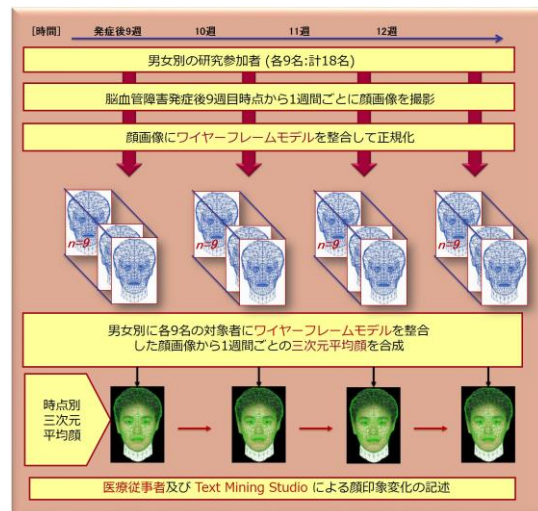 [時間] 発症後9週 10週 11週 12週
男女別の研究参加者 (各9名:計18名)
脳血管障害発症後9週目時点から1週間ごとに顔画像を撮影
顔画像にワイヤーフレームモデルを整合して正規化
n=9 n=9 n=9 n=9
男女別に各9名の対象者にワイヤーフレームモデルを整合
した顔画像から1週間ごとの三次元平均顔を合成
時点別
三次元
平均顔
医療従事者及び Text Mining Studio による顔印象変化の記述